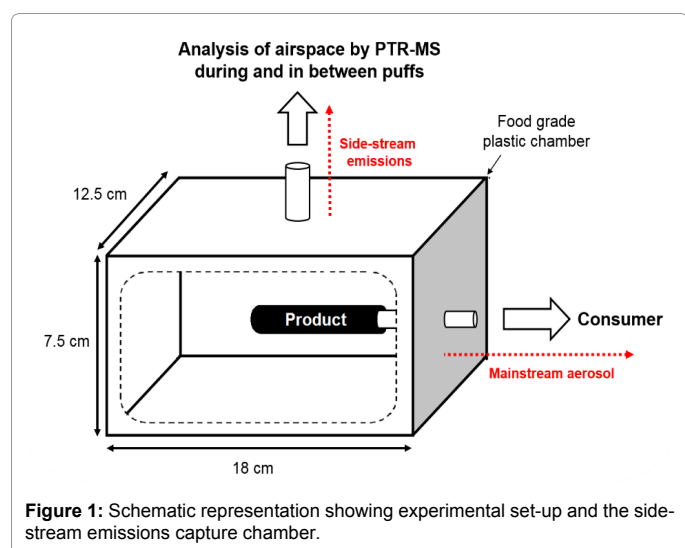 Analysis of airspace by PTR-MS
during and in between puffs
Side-stream
emissions
Food grade
plastic chamber
12.5 cm
7.5 cm
Product
Consumer
Mainstream aerosol
18 cm
Figure 1: Schematic representation showing experimental set-up and the side-
stream emissions capture chamber.